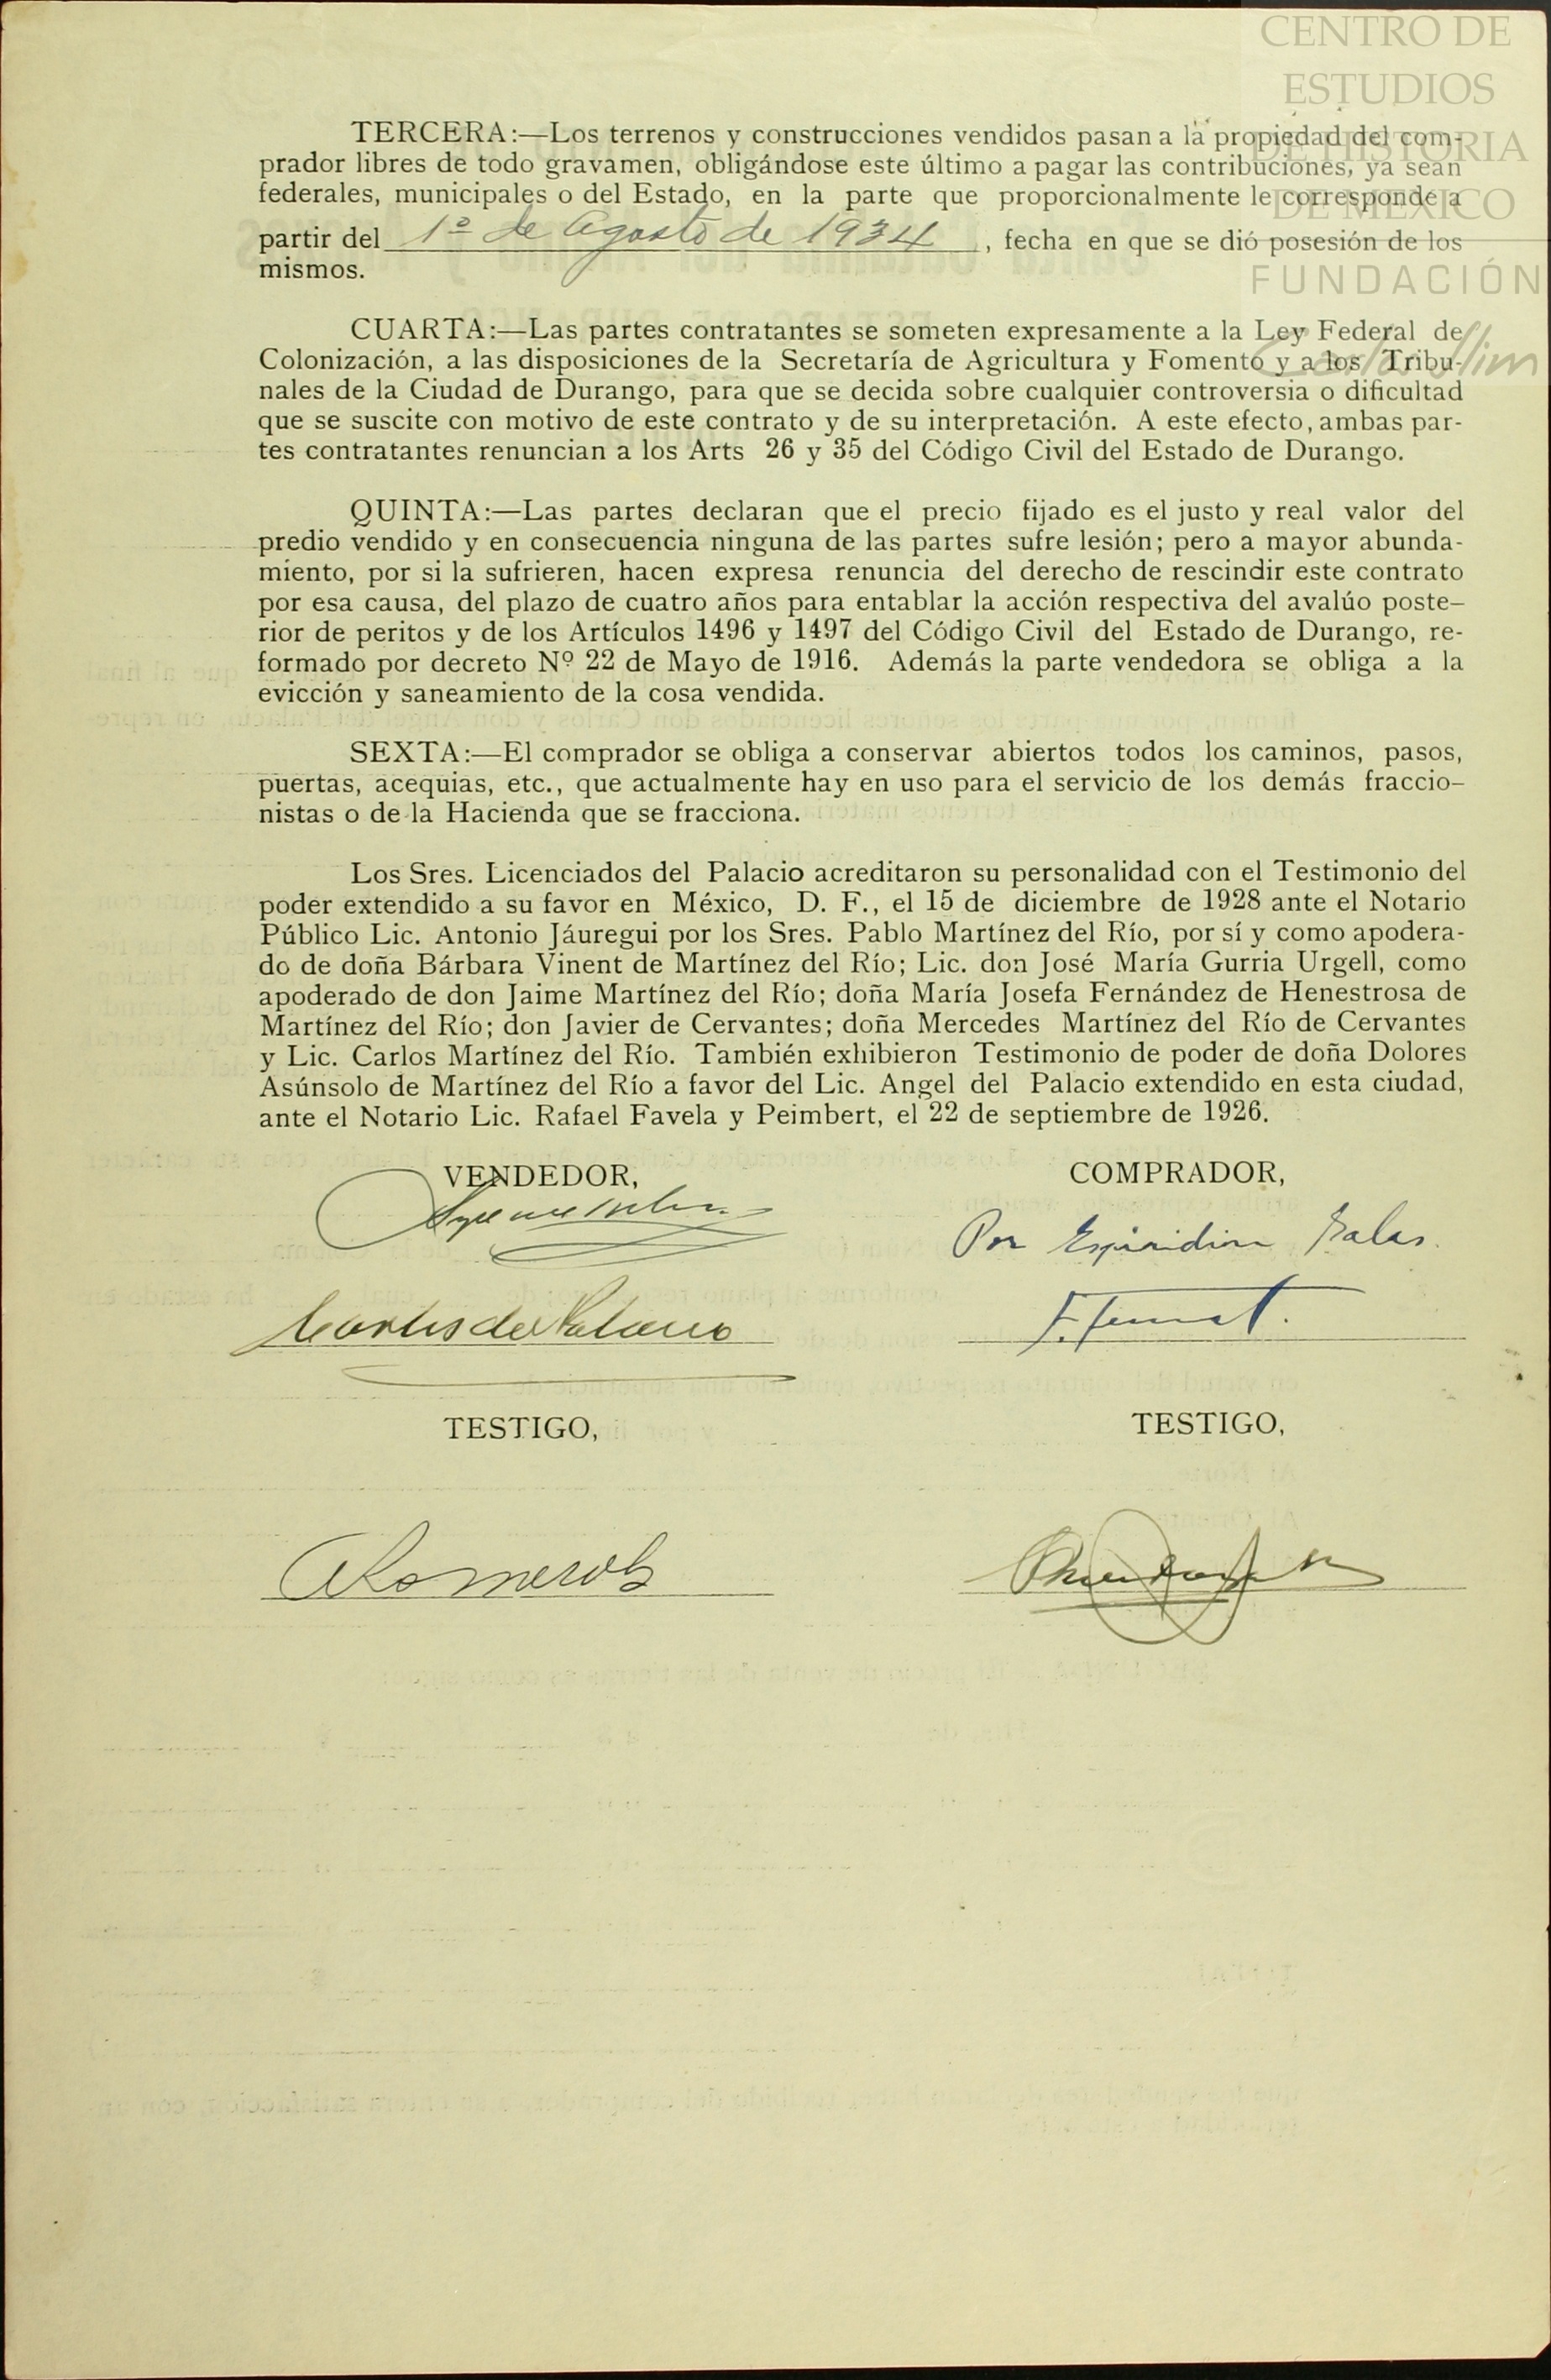 CENTRO DE
ESTUDIOS
DE HISTORIA
DE MÉXICO
FUNDACIÓN
Carlos Slim
TERCERA:—Los terrenos y construcciones vendidos pasan a la propiedad del com-
prador libres de todo gravamen, obligándose este último a pagar las contribuciones, ya sean
federales, municipales o del Estado, en la parte que proporcionalmente le corresponde a
partir del 1º de Agosto de 1934, fecha en que se dió posesión de los
mismos.
CUARTA:—Las partes contratantes se someten expresamente a la Ley Federal de
Colonización, a las disposiciones de la Secretaría de Agricultura y Fomento y a los Tribu-
nales de la Ciudad de Durango, para que se decida sobre cualquier controversia o dificultad
que se suscite con motivo de este contrato y de su interpretación. A este efecto, ambas par-
tes contratantes renuncian a los Arts 26 y 35 del Código Civil del Estado de Durango.
QUINTA:—Las partes declaran que el precio fijado es el justo y real valor del
predio vendido y en consecuencia ninguna de las partes sufre lesión; pero a mayor abunda-
miento, por si la sufrieren, hacen expresa renuncia del derecho de rescindir este contrato
por esa causa, del plazo de cuatro años para entablar la acción respectiva del avalúo poste-
rior de peritos y de los Artículos 1496 y 1497 del Código Civil del Estado de Durango, re-
formado por decreto Nº 22 de Mayo de 1916. Además la parte vendedora se obliga a la
evicción y saneamiento de la cosa vendida.
SEXTA:—El comprador se obliga a conservar abiertos todos los caminos, pasos,
puertas, acequias, etc., que actualmente hay en uso para el servicio de los demás fraccio-
nistas o de la Hacienda que se fracciona.
Los Sres. Licenciados del Palacio acreditaron su personalidad con el Testimonio del
poder extendido a su favor en México, D. F., el 15 de diciembre de 1928 ante el Notario
Público Lic. Antonio Jáuregui por los Sres. Pablo Martínez del Río, por sí y como apodera-
do de doña Bárbara Vinent de Martínez del Río; Lic. don José María Gurria Urgell, como
apoderado de don Jaime Martínez del Río; doña María Josefa Fernández de Henestrosa de
Martínez del Río; don Javier de Cervantes; doña Mercedes Martínez del Río de Cervantes
y Lic. Carlos Martínez del Río. También exhibieron Testimonio de poder de doña Dolores
Asúnsolo de Martínez del Río a favor del Lic. Angel del Palacio extendido en esta ciudad,
ante el Notario Lic. Rafael Favela y Peimbert, el 22 de septiembre de 1926.
VENDEDOR,
COMPRADOR,
Por Espiridion Salas
Carlos del Palacio
TESTIGO,
TESTIGO,